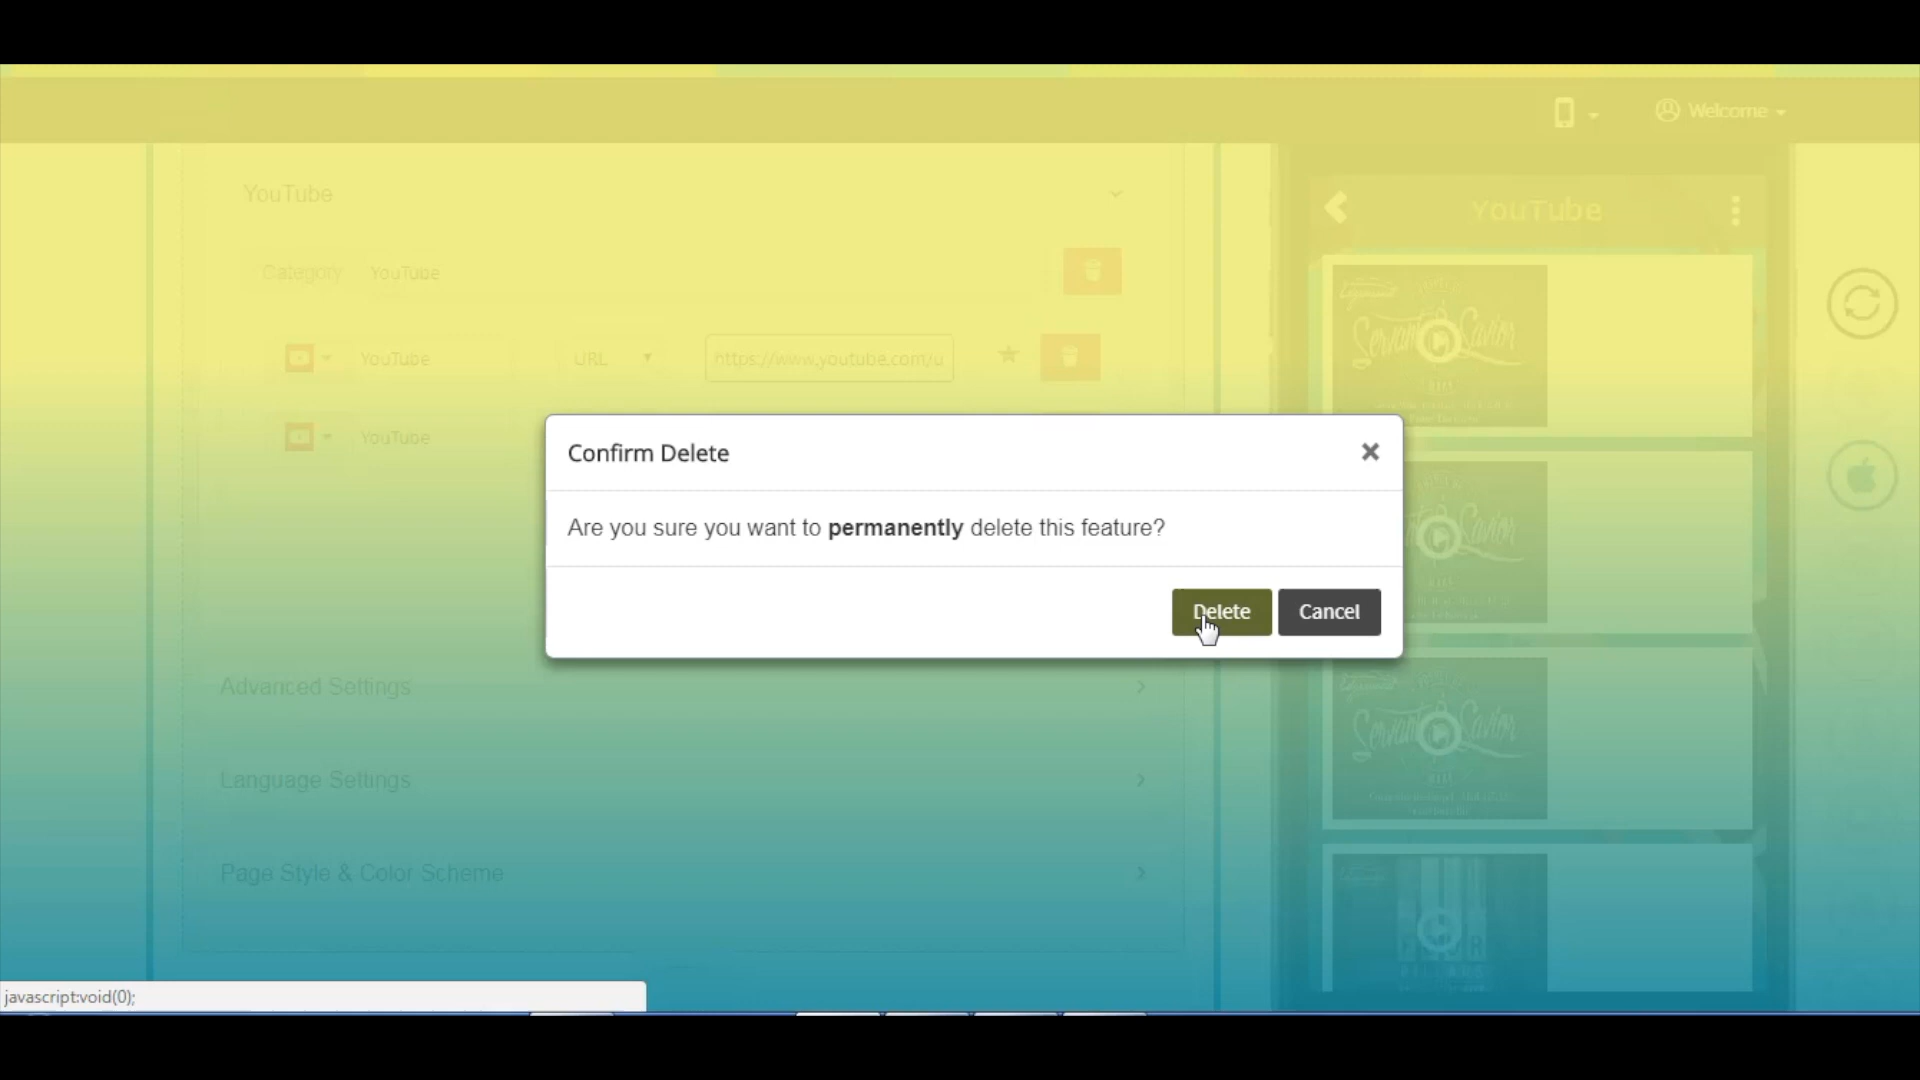 Welcome
YouTube
YouTube
Category YouTube
YouTube URL https://www.youtube.com/u
YouTube
Confirm Delete
Are you sure you want to permanently delete this feature?
Delete Cancel
Advanced Settings
Language Settings
Page Style & Color Scheme
javascript:void(0);